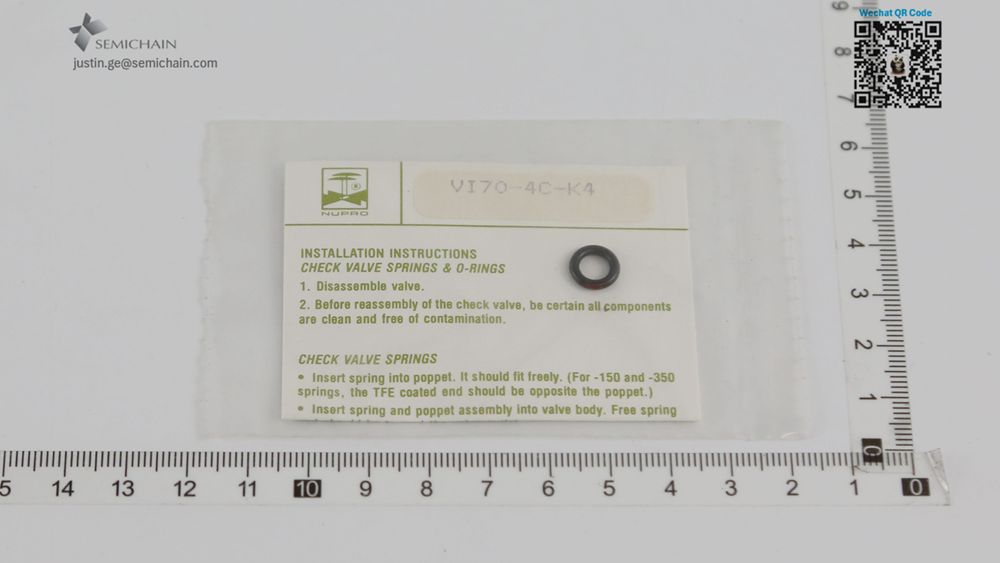 SEMICHAIN
justin.ge@semichain.com
Wechat QR Code
NUPRO
®
VI70-4C-K4
INSTALLATION INSTRUCTIONS
CHECK VALVE SPRINGS & O-RINGS
1. Disassemble valve.
2. Before reassembly of the check valve, be certain all components
are clean and free of contamination.
CHECK VALVE SPRINGS
• Insert spring into poppet. It should fit freely. (For -150 and -350
springs, the TFE coated end should be opposite the poppet.)
• Insert spring and poppet assembly into valve body. Free spring
9
8
7
6
5
4
3
2
1
0
5 14 13 12 11 10 9 8 7 6 5 4 3 2 1 0